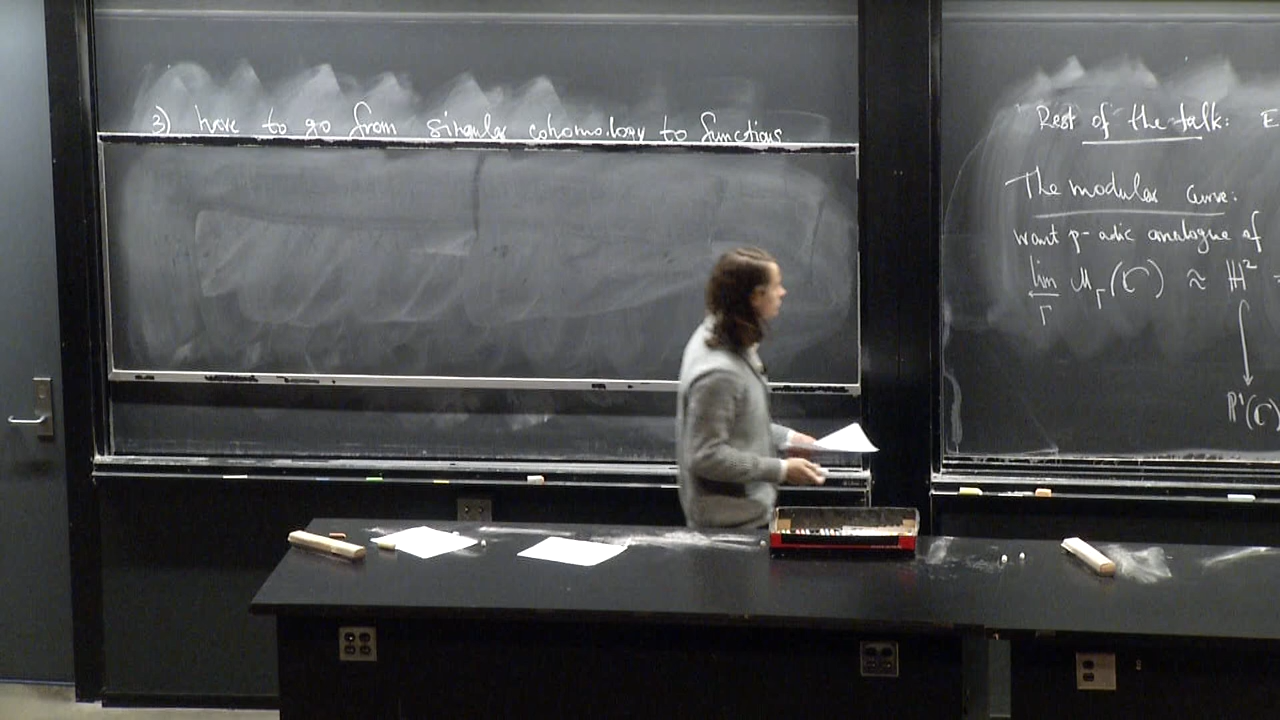 3) have to go from singular cohomology to functions
Rest of the talk: E
The modular curve:
want p-adic analogue of
lim M_Γ(ℂ) ≈ ℍ²
←
Γ
ℙ¹(ℂ)